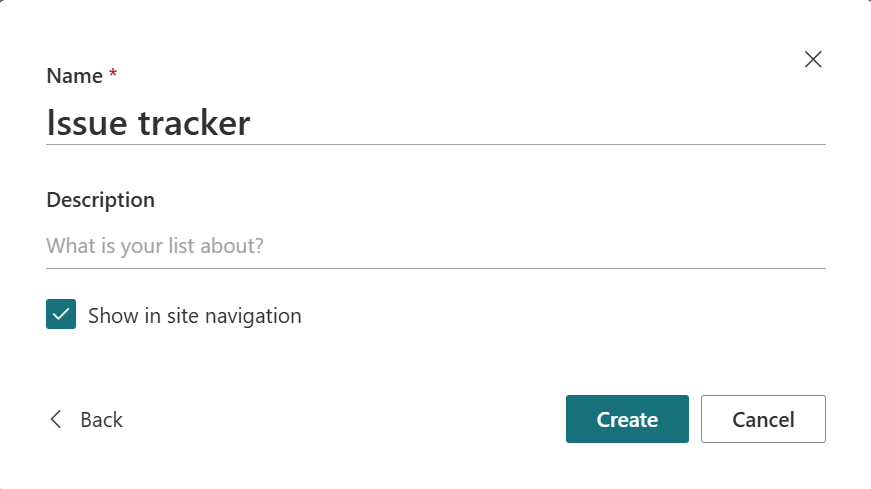 Name *
Issue tracker
Description
What is your list about?
Show in site navigation
Back
Create
Cancel